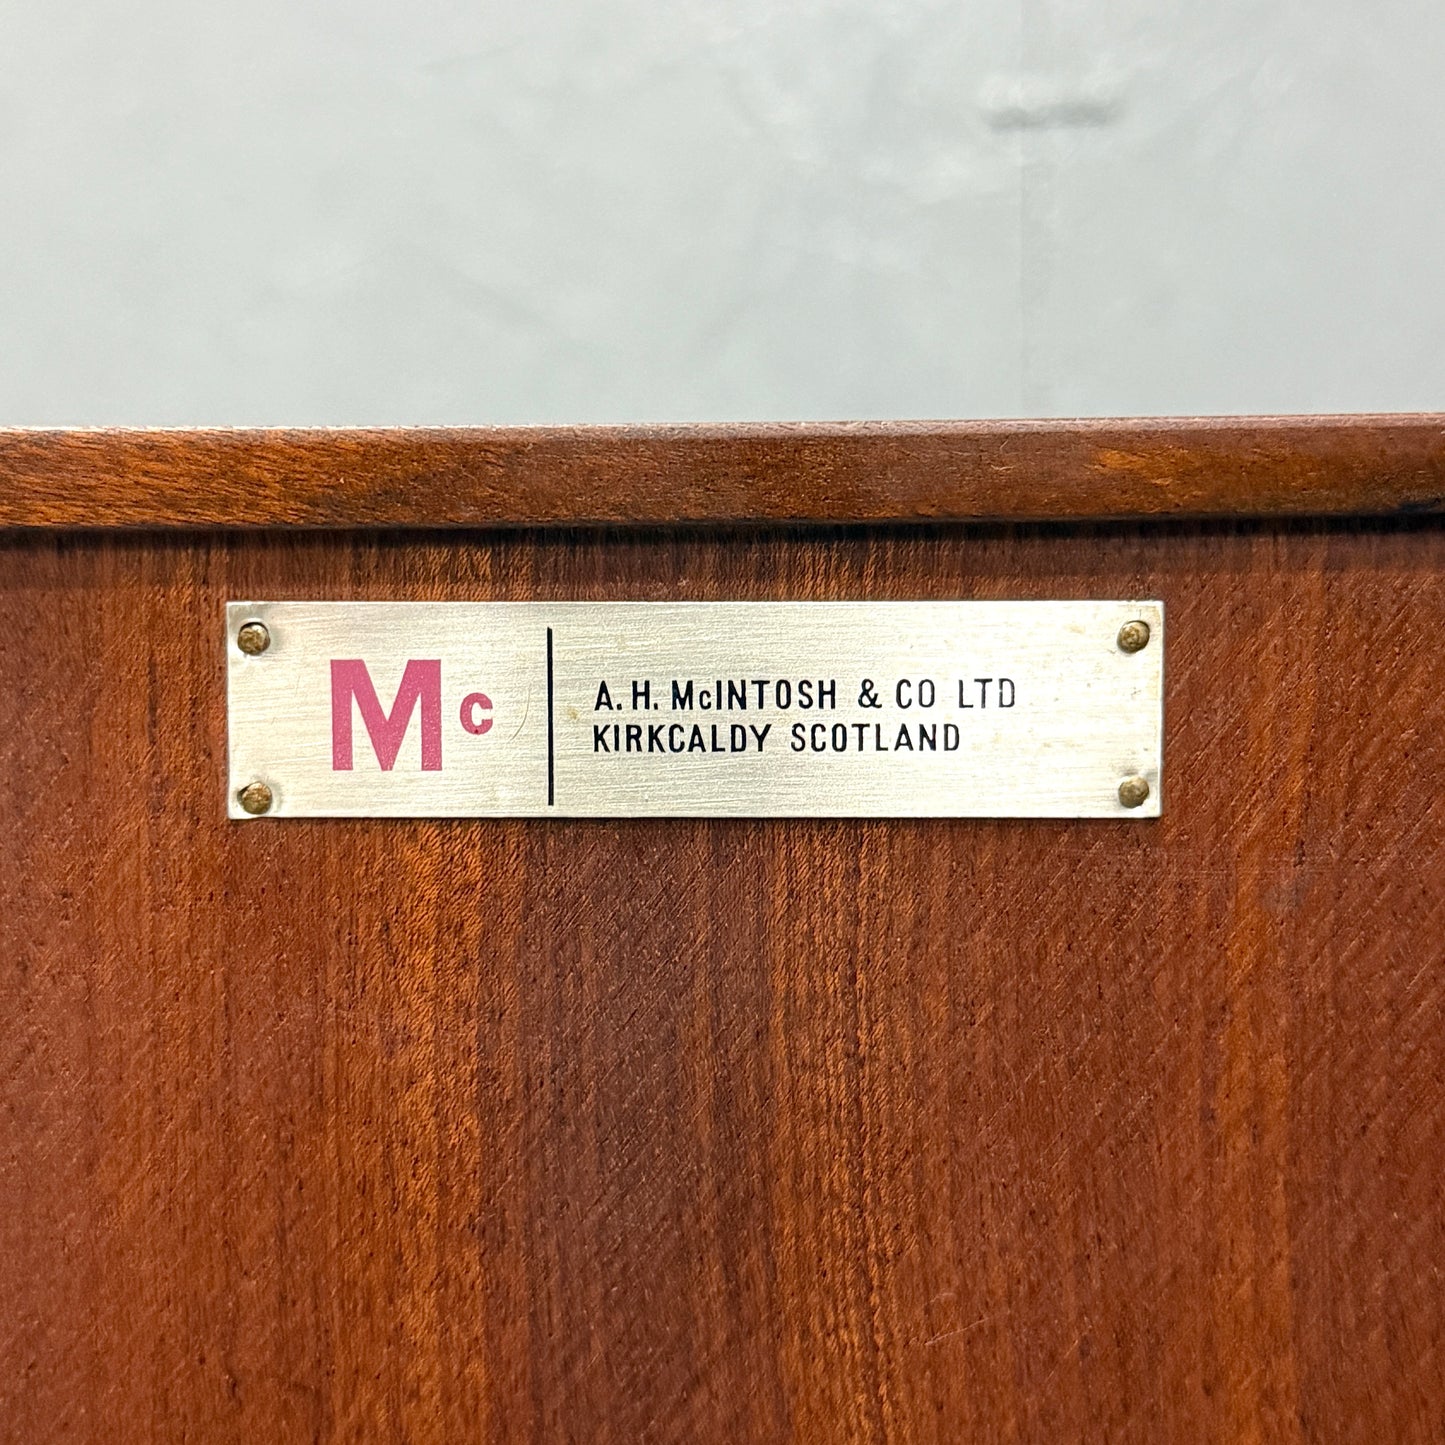 Mc
A.H. McINTOSH & CO LTD
KIRKCALDY SCOTLAND